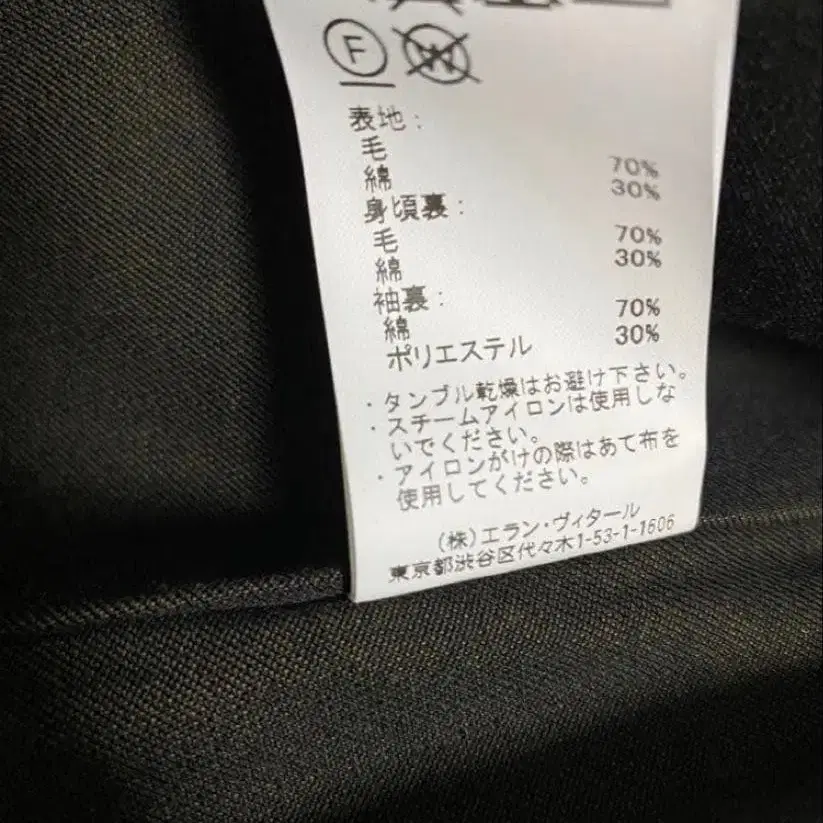 F W
表地:
毛 70%
綿 30%
身頃裏:
毛 70%
綿 30%
袖裏:
綿 70%
ポリエステル 30%
・タンブル乾燥はお避け下さい。
・スチームアイロンは使用しな
いでください。
・アイロンがけの際はあて布を
使用してください。
(株)エラン・ヴィタール
東京都渋谷区代々木1-53-1-1606